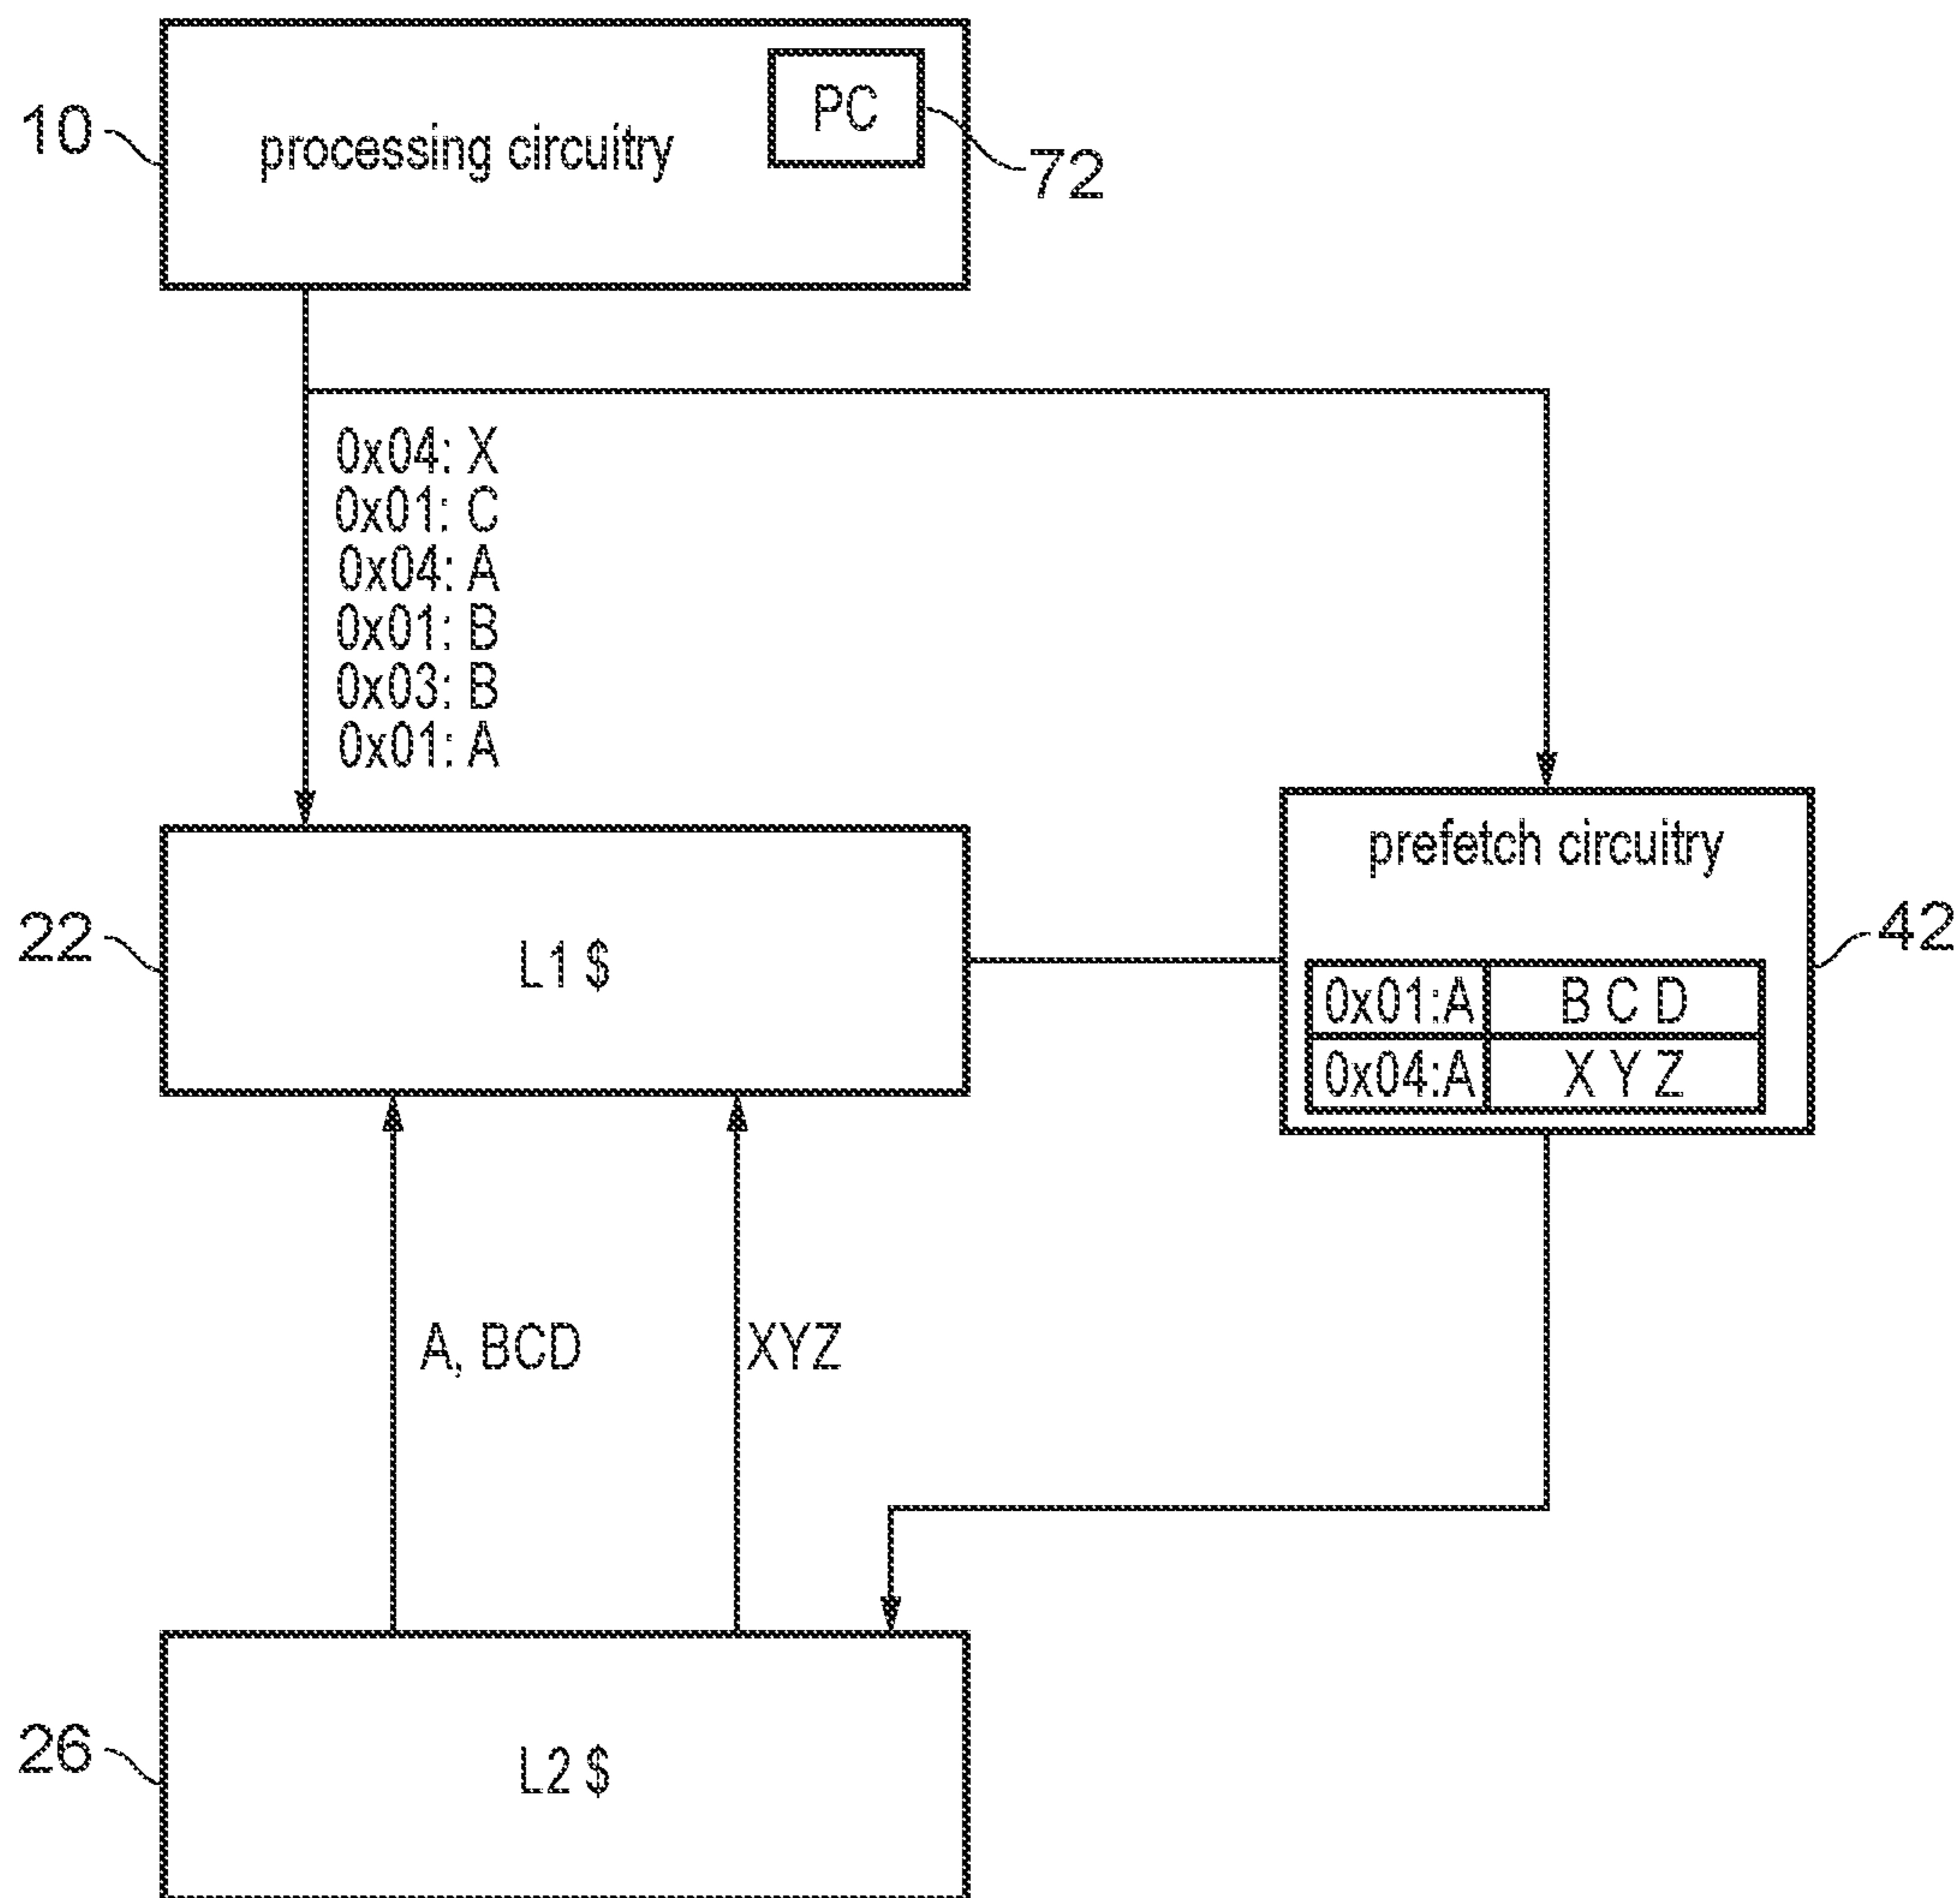 10
processing circuitry
PC
72
0x04: X
0x01: C
0x04: A
0x01: B
0x03: B
0x01: A
22
L1 $
prefetch circuitry
42
0x01:A B C D
0x04:A X Y Z
A, BCD
XYZ
26
L2 $